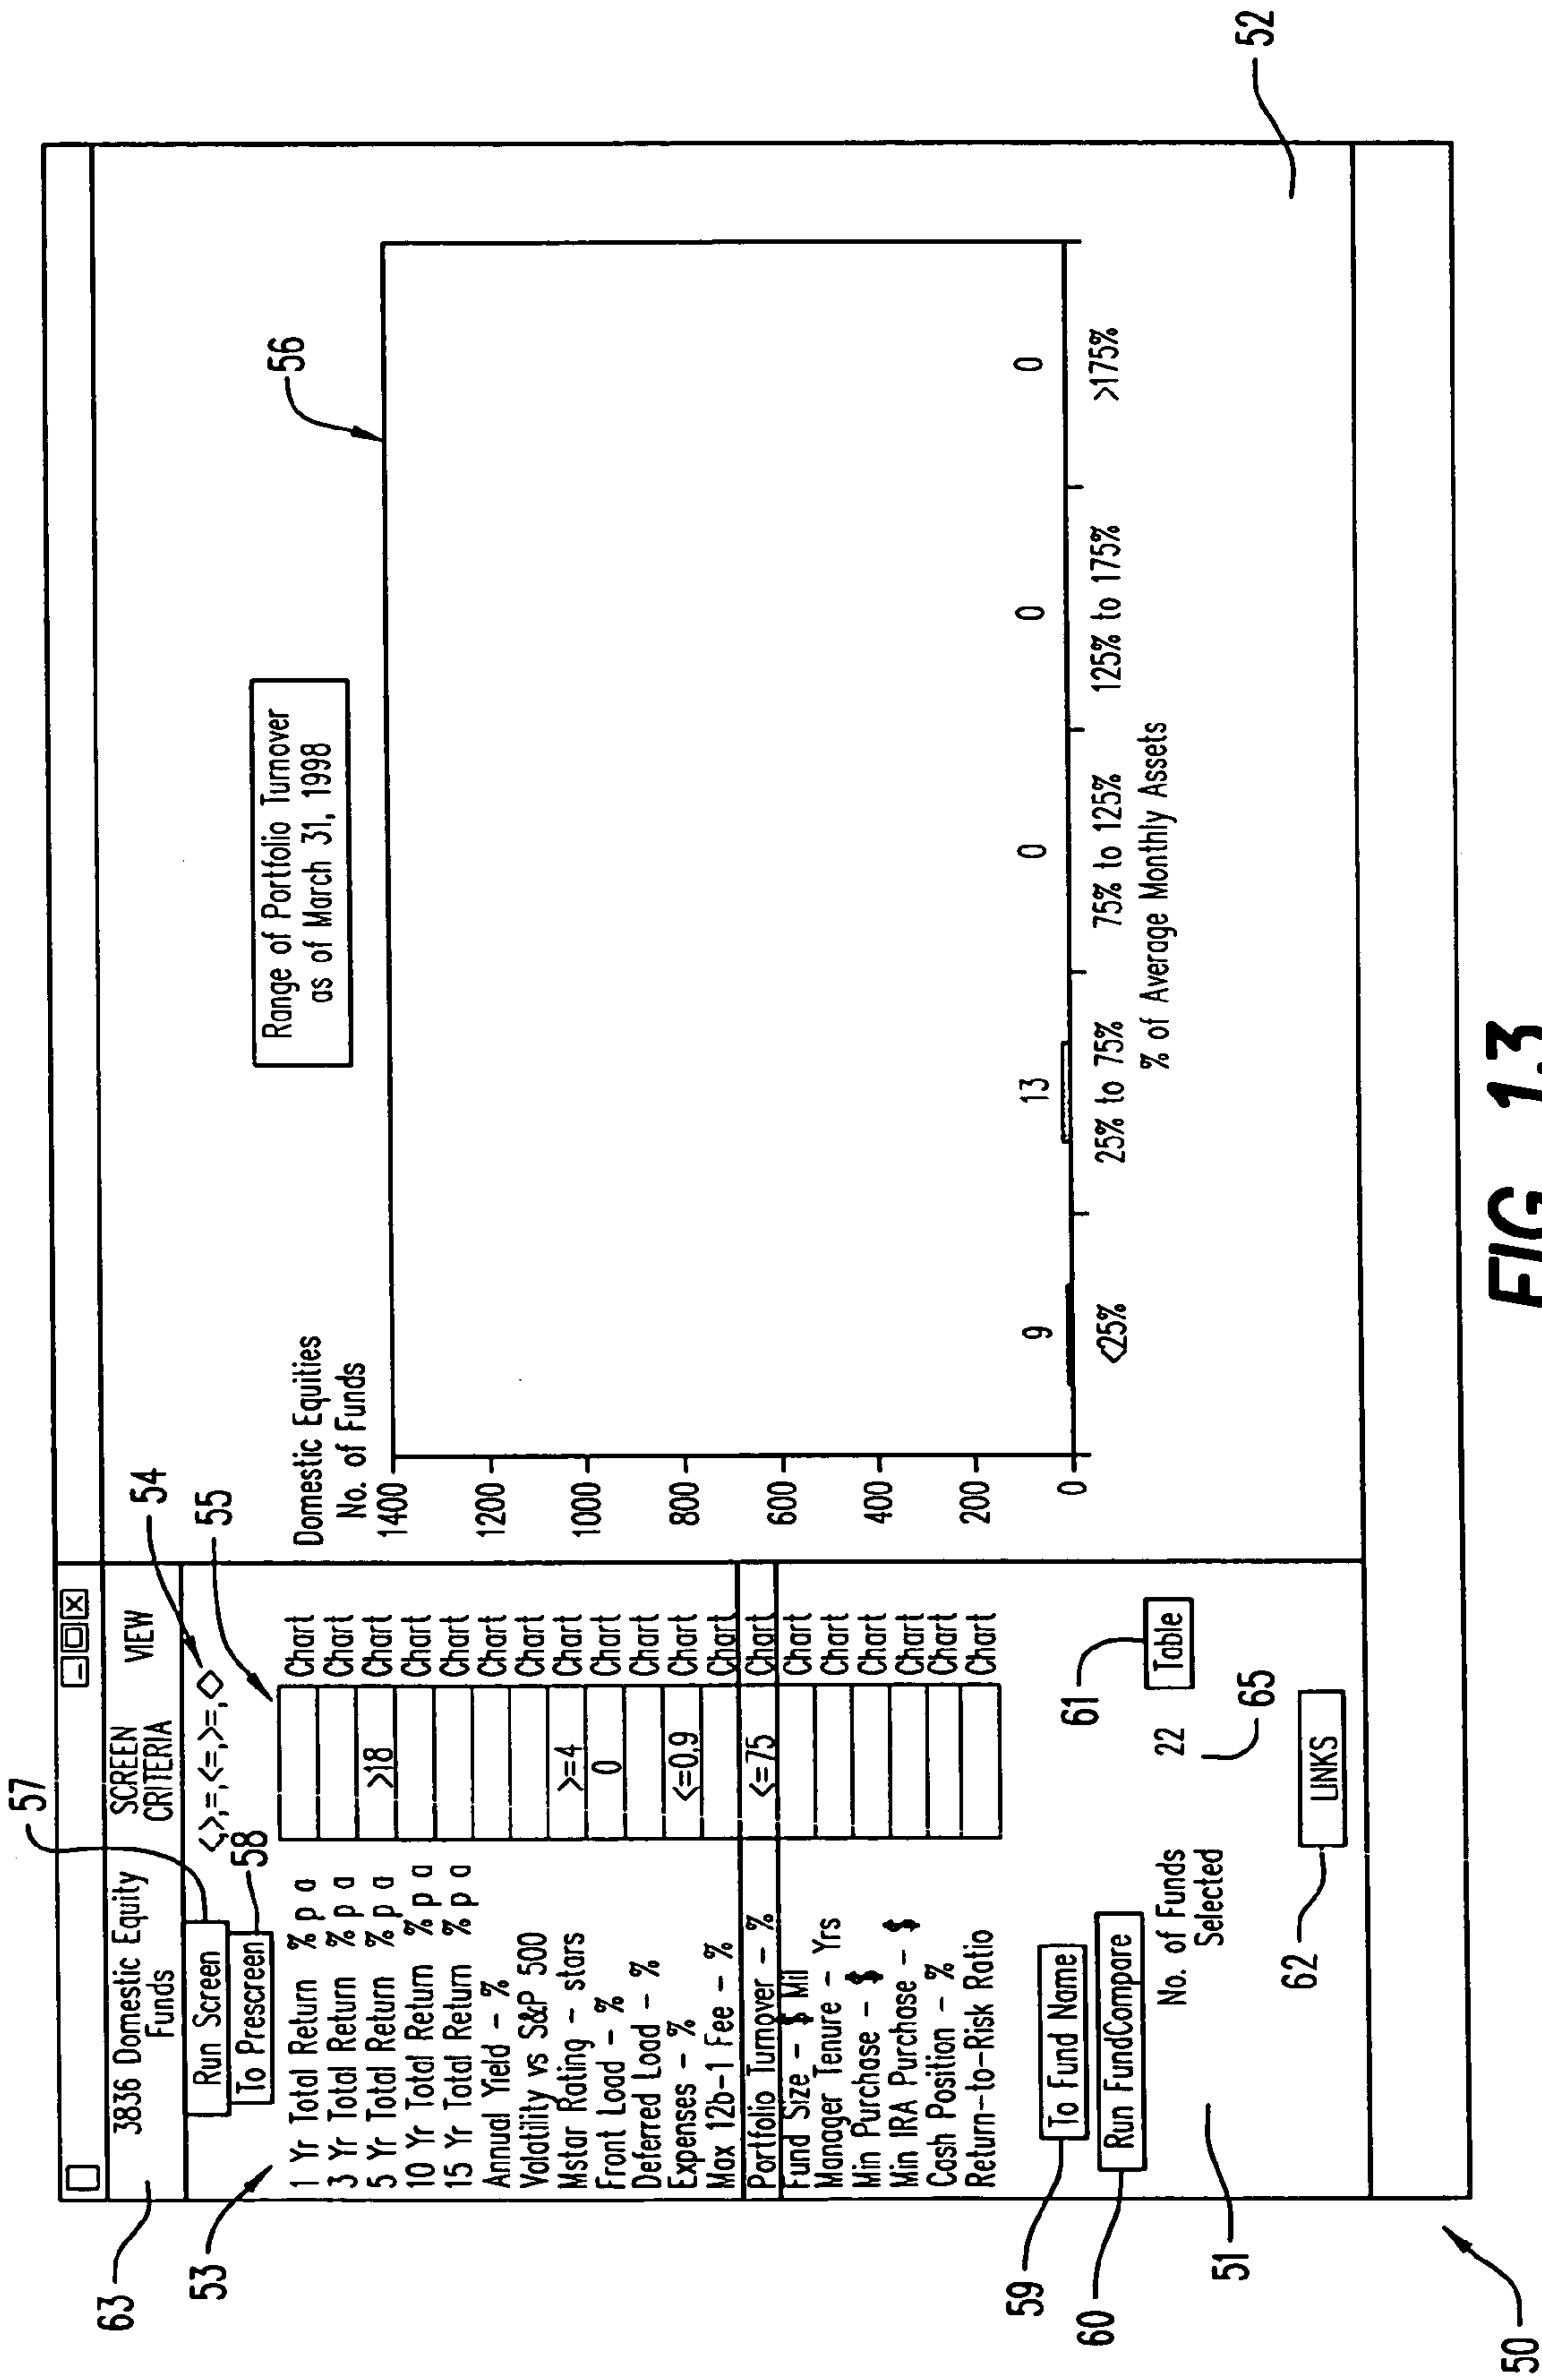 57
63
3836 Domestic Equity
Funds
SCREEN
CRITERIA
VIEW
Run Screen
To Prescreen
58
<,>,=,<=,>=,<>
54
53
55
1 Yr Total Return % p a Chart
3 Yr Total Return % p a Chart
5 Yr Total Return % p a >18 Chart
10 Yr Total Return % p a Chart
15 Yr Total Return % p a Chart
Annual Yield – % Chart
Volatility vs S&P 500 Chart
Mstar Rating – stars >=4 Chart
Front Load – % 0 Chart
Deferred Load – % Chart
Expenses – % <=0.9 Chart
Max 12b–1 Fee – % Chart
Portfolio Turnover – % <=75 Chart
Fund Size – $ Mil Chart
Manager Tenure – Yrs Chart
Min Purchase – $ Chart
Min IRA Purchase – $ Chart
Cash Position – % Chart
Return–to–Risk Ratio Chart
59
To Fund Name
60
Run FundCompare
61
Table
No. of Funds
Selected
22
65
51
62
LINKS
Range of Portfolio Turnover
as of March 31, 1998
56
Domestic Equities
No. of Funds
1400
1200
1000
800
600
400
200
0
9
13
0
0
0
<25%
25% to 75%
75% to 125%
125% to 175%
>175%
% of Average Monthly Assets
52
50
FIG. 13